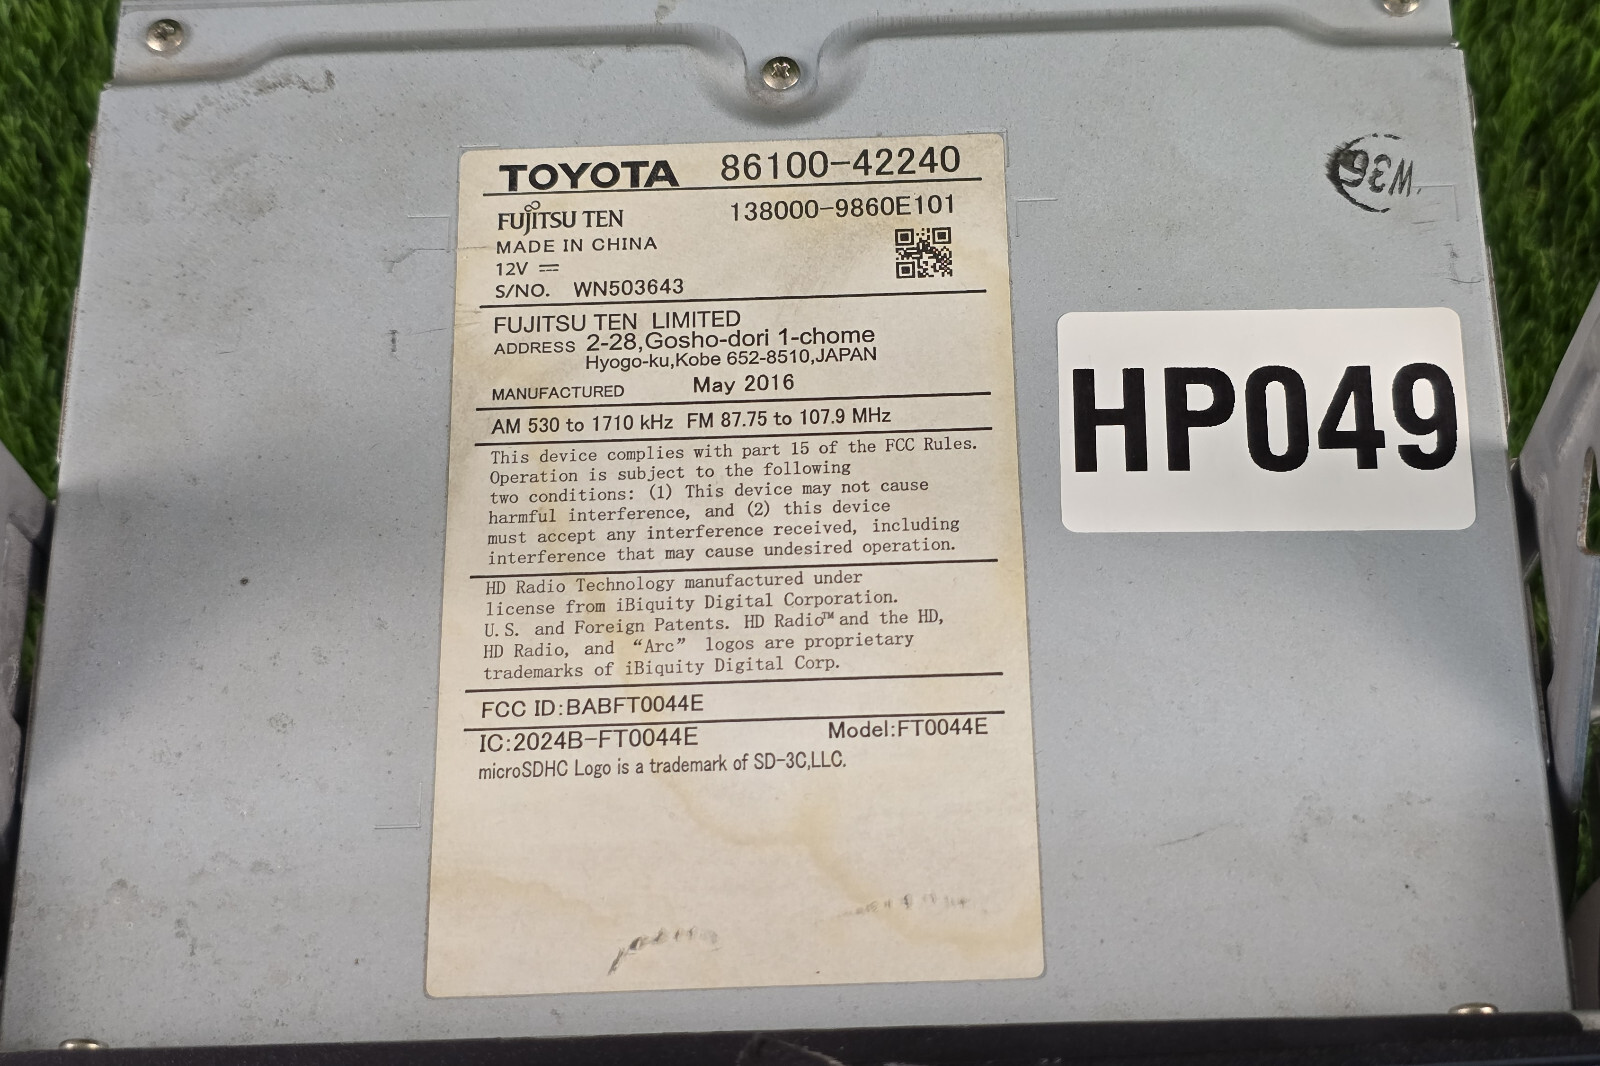 TOYOTA 86100-42240
FUJITSU TEN 138000-9860E101
MADE IN CHINA
12V
S/NO. WN503643
FUJITSU TEN LIMITED
ADDRESS 2-28,Gosho-dori 1-chome
Hyogo-ku,Kobe 652-8510,JAPAN
MANUFACTURED May 2016
AM 530 to 1710 kHz FM 87.75 to 107.9 MHz
This device complies with part 15 of the FCC Rules.
Operation is subject to the following
two conditions: (1) This device may not cause
harmful interference, and (2) this device
must accept any interference received, including
interference that may cause undesired operation.
HD Radio Technology manufactured under
license from iBiquity Digital Corporation.
U.S. and Foreign Patents. HD Radio™ and the HD,
HD Radio, and “Arc” logos are proprietary
trademarks of iBiquity Digital Corp.
FCC ID:BABFT0044E
IC:2024B-FT0044E Model:FT0044E
microSDHC Logo is a trademark of SD-3C,LLC.
HP049
W36